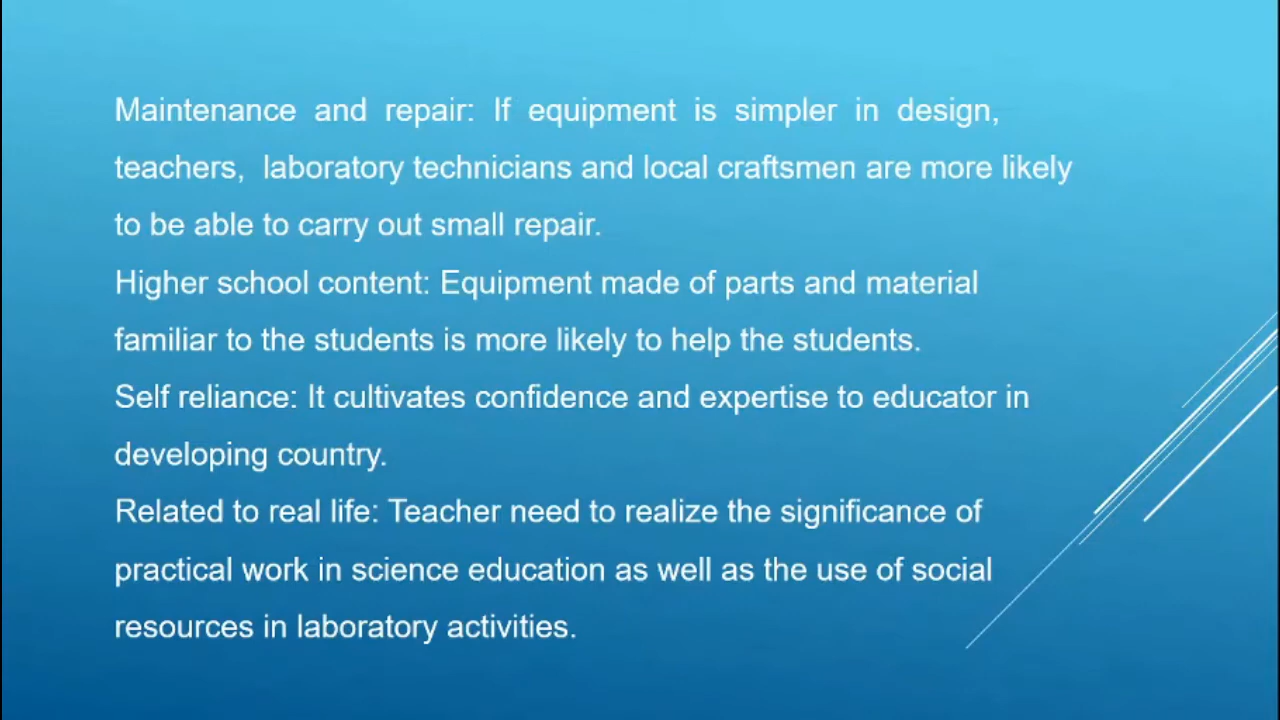 Maintenance and repair: If equipment is simpler in design,
teachers, laboratory technicians and local craftsmen are more likely
to be able to carry out small repair.
Higher school content: Equipment made of parts and material
familiar to the students is more likely to help the students.
Self reliance: It cultivates confidence and expertise to educator in
developing country.
Related to real life: Teacher need to realize the significance of
practical work in science education as well as the use of social
resources in laboratory activities.